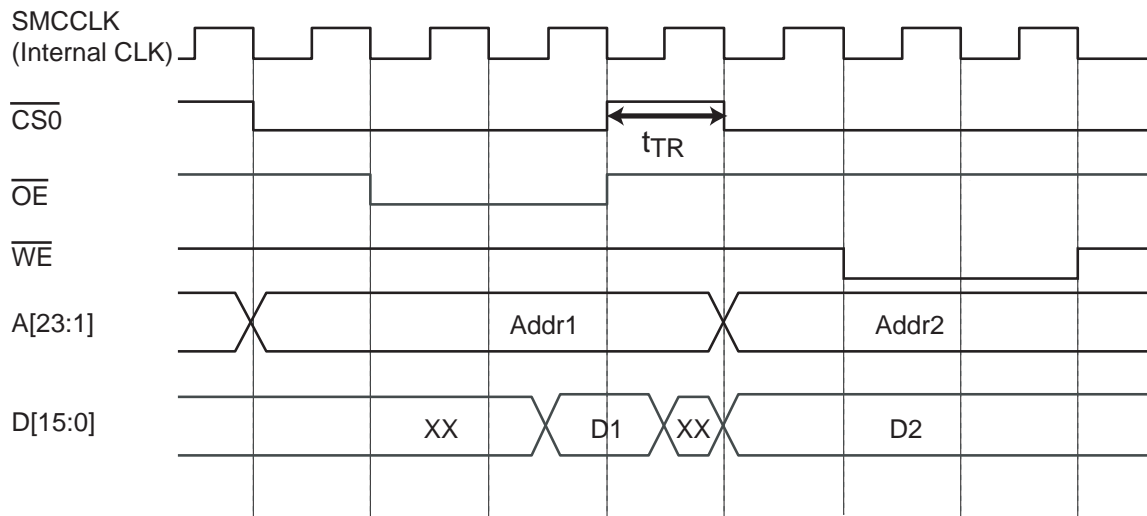 SMCCLK
(Internal CLK)
CS0
tTR
OE
WE
A[23:1]
Addr1
Addr2
D[15:0]
XX
D1
XX
D2